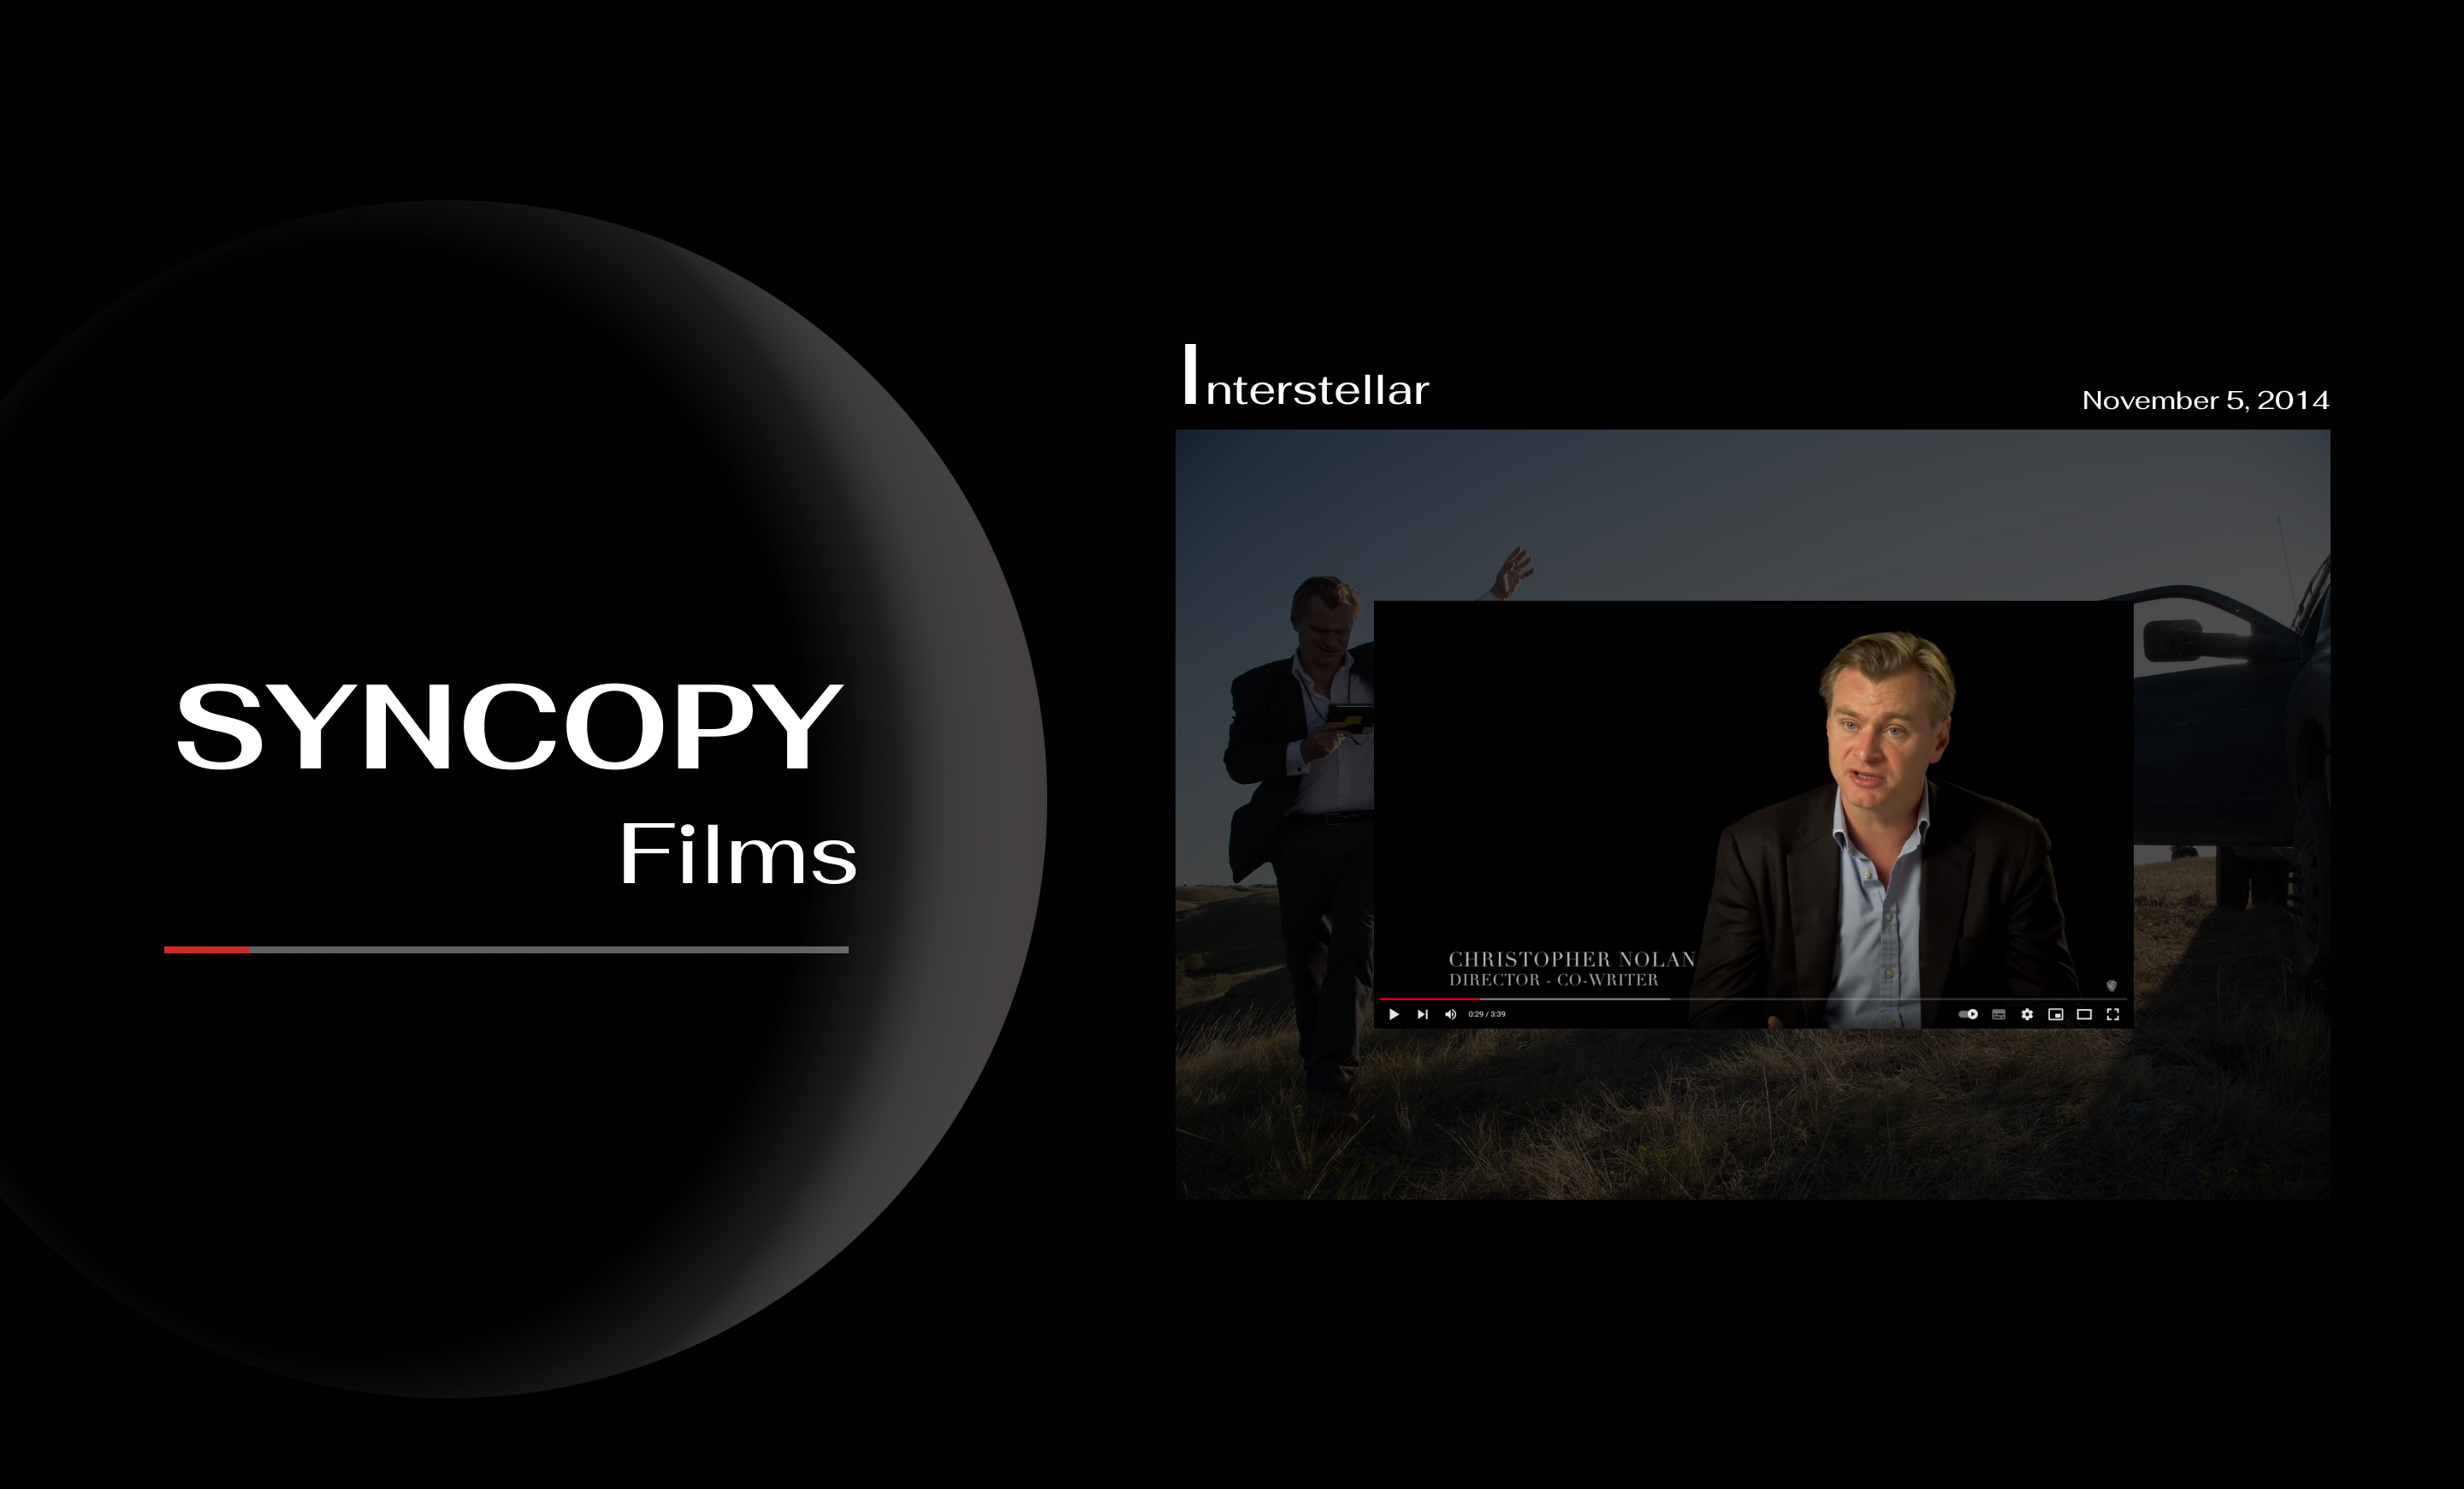 SYNCOPY
Films
Interstellar
November 5, 2014
CHRISTOPHER NOLAN
DIRECTOR - CO-WRITER
0:29 / 3:39